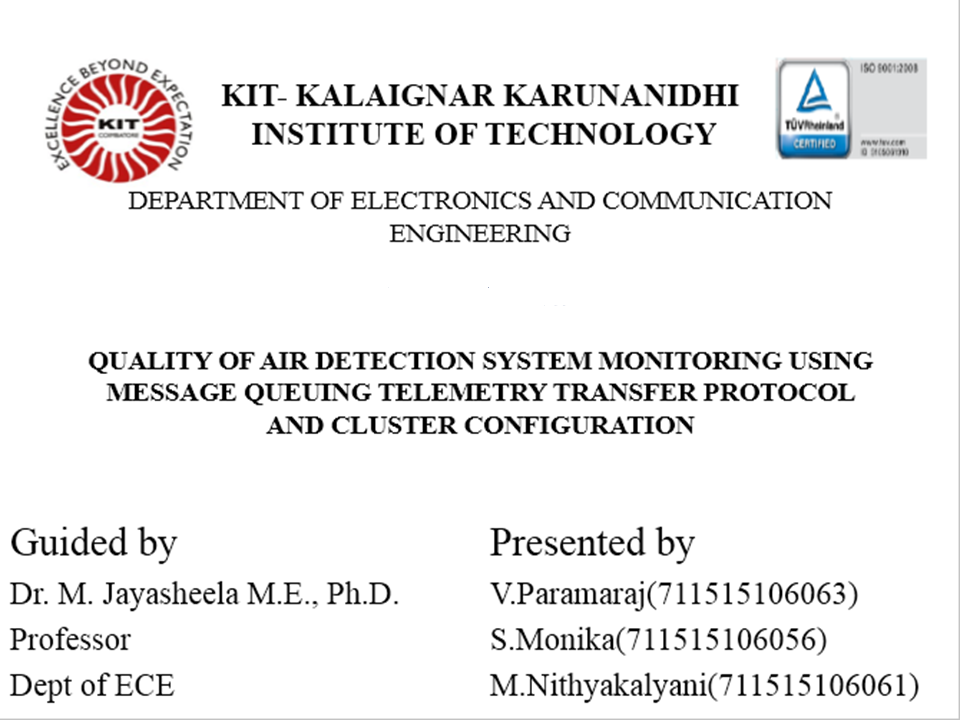 EXCELLENCE BEYOND EXPECTATION
KIT
COIMBATORE
KIT- KALAIGNAR KARUNANIDHI
INSTITUTE OF TECHNOLOGY
TÜVRheinland
CERTIFIED
ISO 9001:2008
www.tuv.com
DEPARTMENT OF ELECTRONICS AND COMMUNICATION
ENGINEERING
QUALITY OF AIR DETECTION SYSTEM MONITORING USING
MESSAGE QUEUING TELEMETRY TRANSFER PROTOCOL
AND CLUSTER CONFIGURATION
Guided by
Dr. M. Jayasheela M.E., Ph.D.
Professor
Dept of ECE
Presented by
V.Paramaraj(711515106063)
S.Monika(711515106056)
M.Nithyakalyani(711515106061)